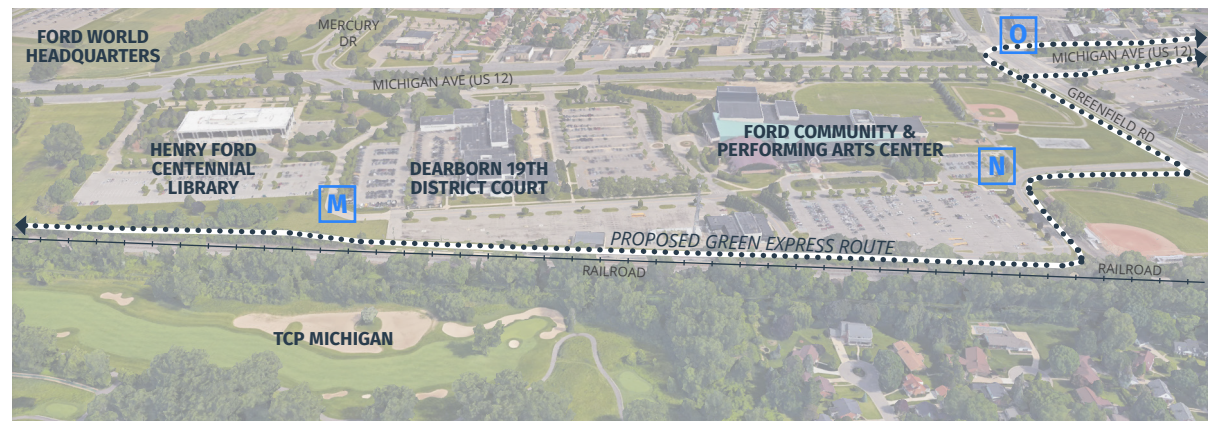 FORD WORLD
HEADQUARTERS
MERCURY
DR
O
MICHIGAN AVE (US 12)
MICHIGAN AVE (US 12)
GREENFIELD RD
HENRY FORD
CENTENNIAL
LIBRARY
DEARBORN 19TH
DISTRICT COURT
FORD COMMUNITY &
PERFORMING ARTS CENTER
N
M
PROPOSED GREEN EXPRESS ROUTE
RAILROAD
RAILROAD
TCP MICHIGAN